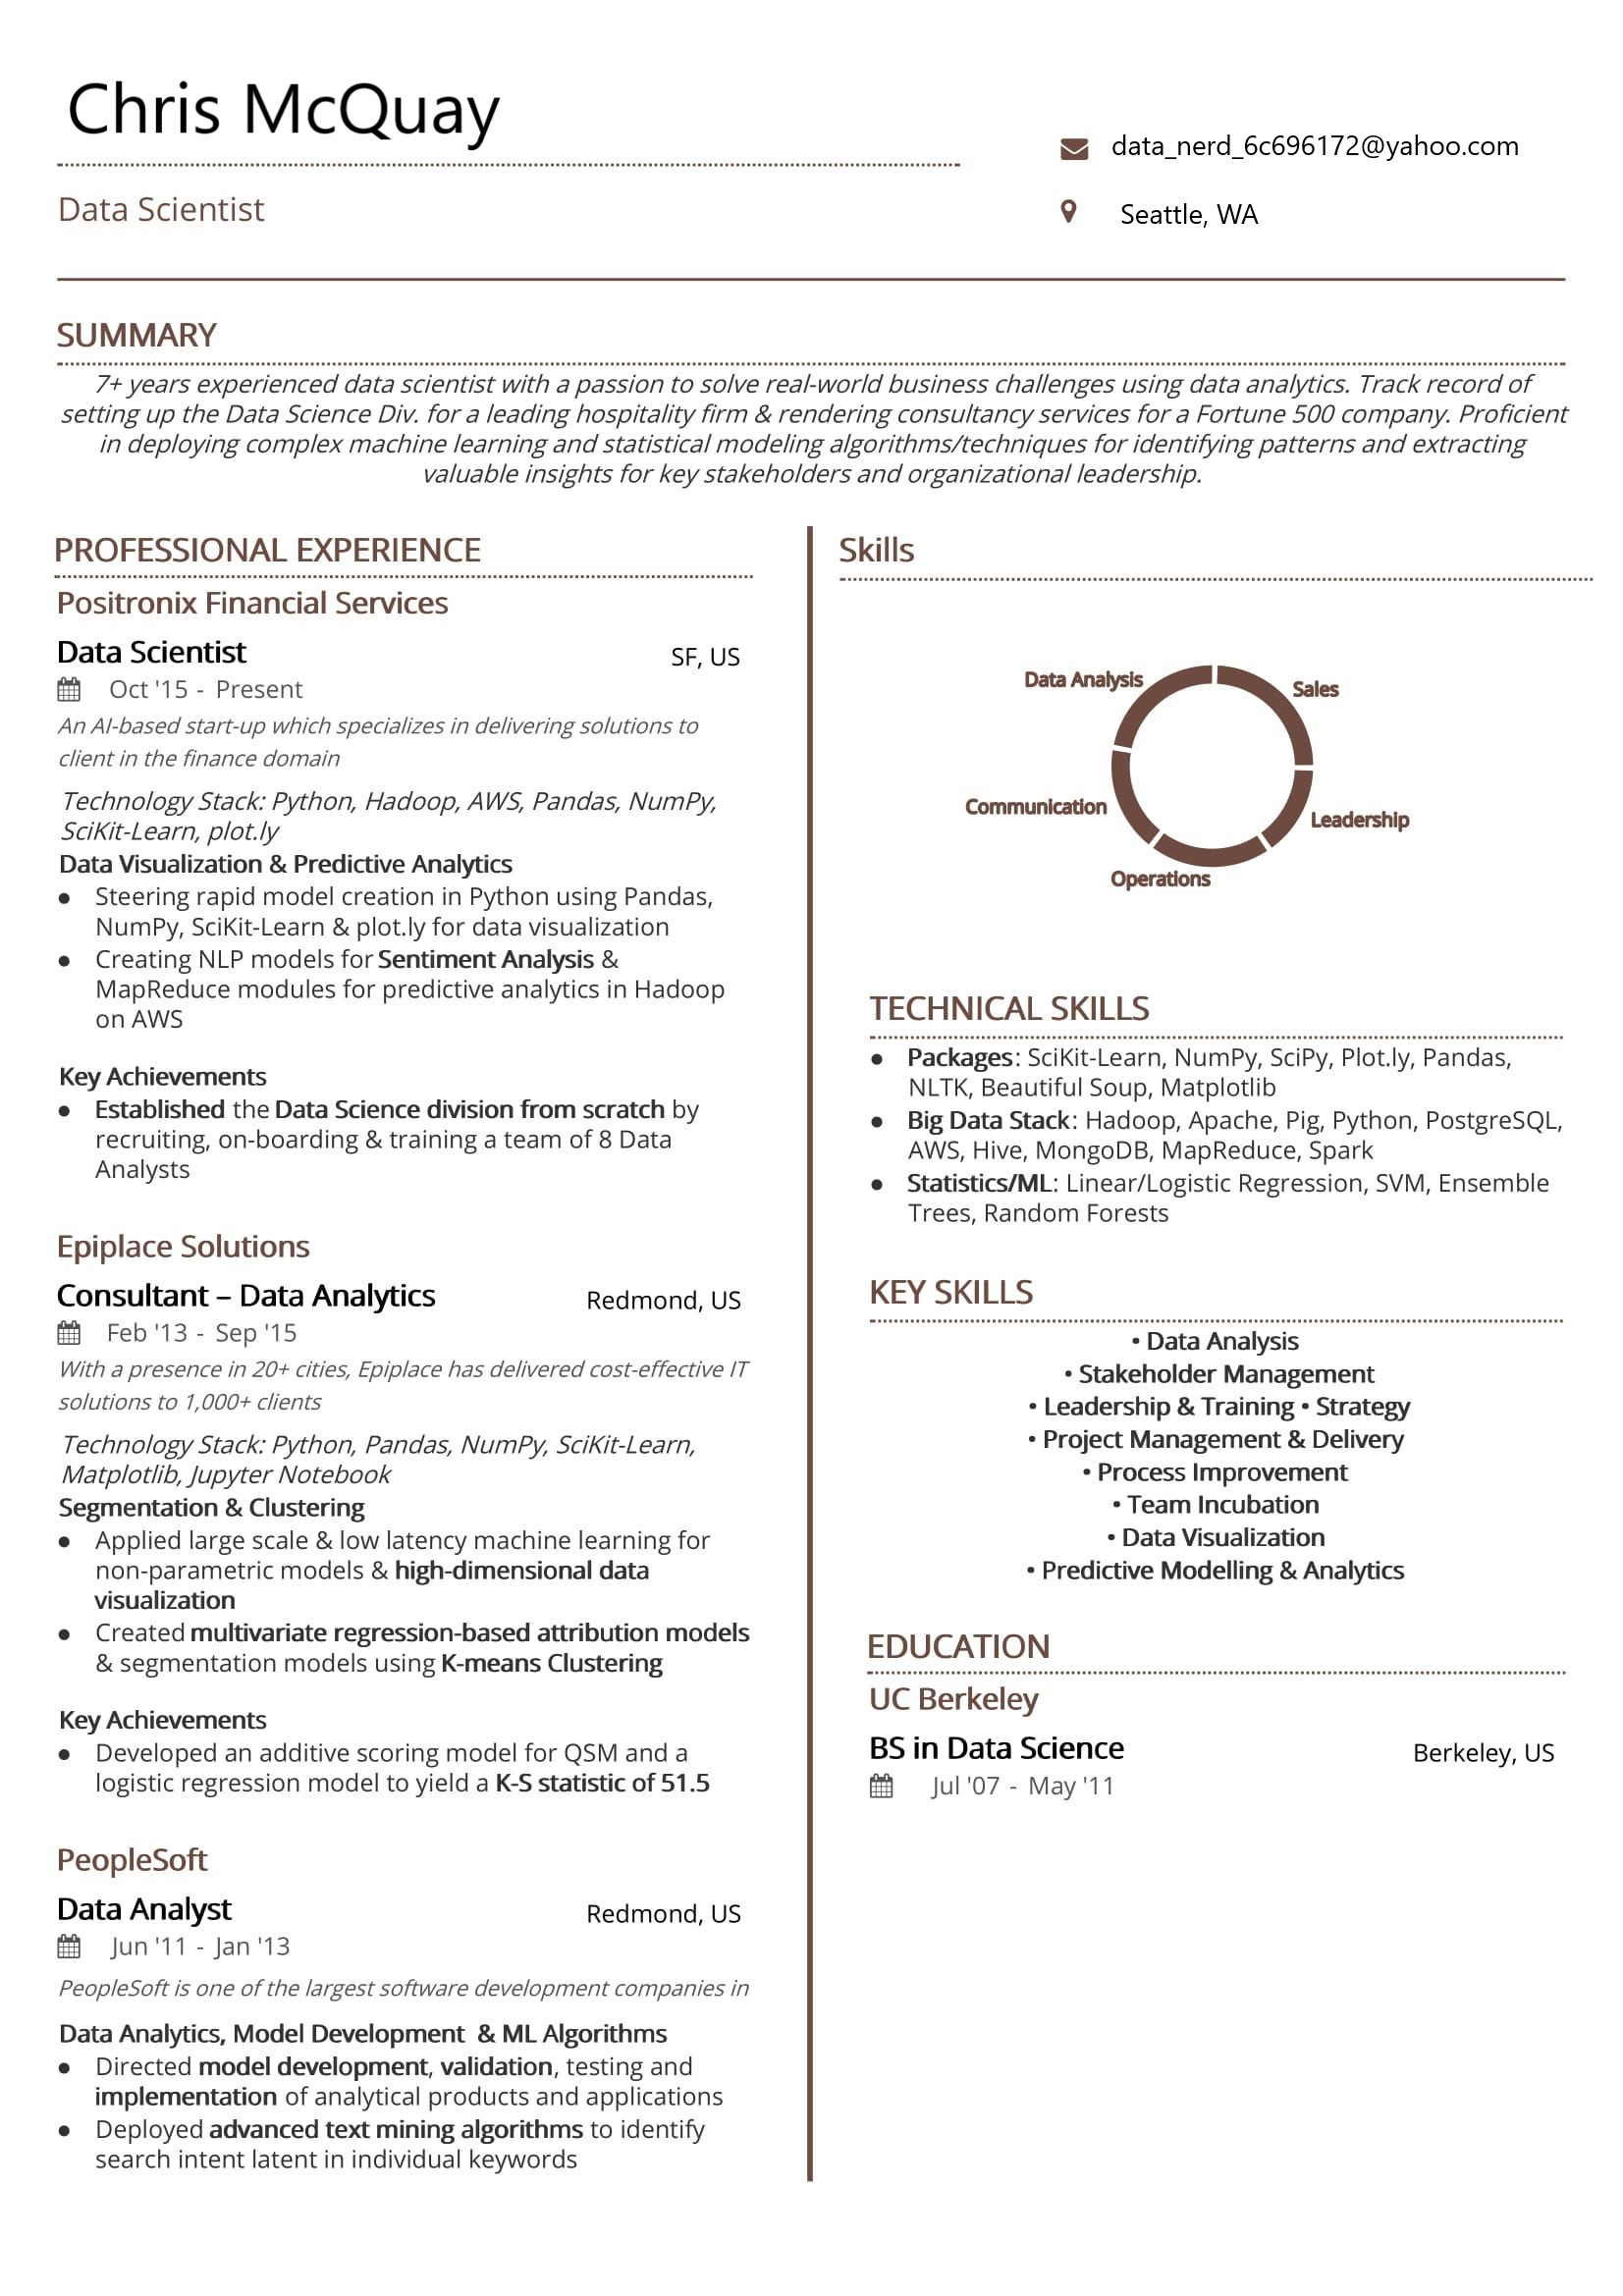 Chris McQuay
data_nerd_6c696172@yahoo.com
Data Scientist
Seattle, WA
SUMMARY
7+ years experienced data scientist with a passion to solve real-world business challenges using data analytics. Track record of
setting up the Data Science Div. for a leading hospitality firm & rendering consultancy services for a Fortune 500 company. Proficient
in deploying complex machine learning and statistical modeling algorithms/techniques for identifying patterns and extracting
valuable insights for key stakeholders and organizational leadership.
PROFESSIONAL EXPERIENCE
Positronix Financial Services
Data Scientist
SF, US
Oct '15 - Present
An AI-based start-up which specializes in delivering solutions to
client in the finance domain
Technology Stack: Python, Hadoop, AWS, Pandas, NumPy,
SciKit-Learn, plot.ly
Data Visualization & Predictive Analytics
● Steering rapid model creation in Python using Pandas,
NumPy, SciKit-Learn & plot.ly for data visualization
● Creating NLP models for Sentiment Analysis &
MapReduce modules for predictive analytics in Hadoop
on AWS
Key Achievements
● Established the Data Science division from scratch by
recruiting, on-boarding & training a team of 8 Data
Analysts
Epiplace Solutions
Consultant – Data Analytics
Redmond, US
Feb '13 - Sep '15
With a presence in 20+ cities, Epiplace has delivered cost-effective IT
solutions to 1,000+ clients
Technology Stack: Python, Pandas, NumPy, SciKit-Learn,
Matplotlib, Jupyter Notebook
Segmentation & Clustering
● Applied large scale & low latency machine learning for
non-parametric models & high-dimensional data
visualization
● Created multivariate regression-based attribution models
& segmentation models using K-means Clustering
Key Achievements
● Developed an additive scoring model for QSM and a
logistic regression model to yield a K-S statistic of 51.5
PeopleSoft
Data Analyst
Redmond, US
Jun '11 - Jan '13
PeopleSoft is one of the largest software development companies in
Data Analytics, Model Development & ML Algorithms
● Directed model development, validation, testing and
implementation of analytical products and applications
● Deployed advanced text mining algorithms to identify
search intent latent in individual keywords
Skills
Data Analysis
Sales
Communication
Leadership
Operations
TECHNICAL SKILLS
● Packages: SciKit-Learn, NumPy, SciPy, Plot.ly, Pandas,
NLTK, Beautiful Soup, Matplotlib
● Big Data Stack: Hadoop, Apache, Pig, Python, PostgreSQL,
AWS, Hive, MongoDB, MapReduce, Spark
● Statistics/ML: Linear/Logistic Regression, SVM, Ensemble
Trees, Random Forests
KEY SKILLS
• Data Analysis
• Stakeholder Management
• Leadership & Training • Strategy
• Project Management & Delivery
• Process Improvement
• Team Incubation
• Data Visualization
• Predictive Modelling & Analytics
EDUCATION
UC Berkeley
BS in Data Science
Berkeley, US
Jul '07 - May '11